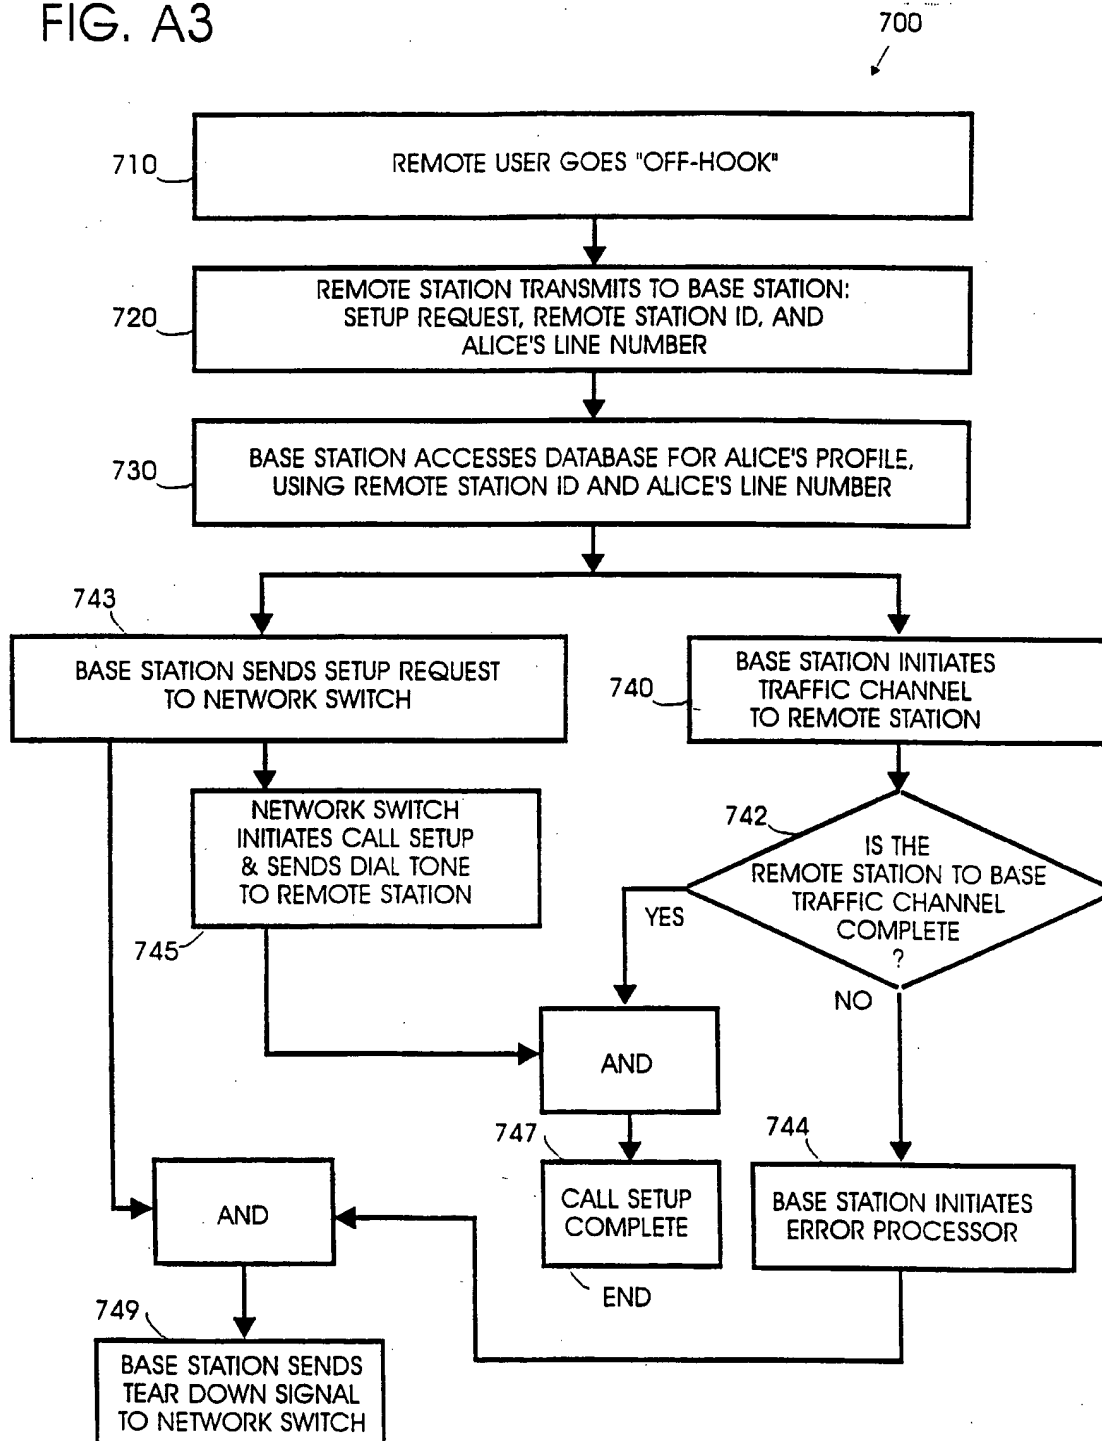 FIG. A3
700
710
REMOTE USER GOES "OFF-HOOK"
720
REMOTE STATION TRANSMITS TO BASE STATION:
SETUP REQUEST, REMOTE STATION ID, AND
ALICE'S LINE NUMBER
730
BASE STATION ACCESSES DATABASE FOR ALICE'S PROFILE,
USING REMOTE STATION ID AND ALICE'S LINE NUMBER
743
BASE STATION SENDS SETUP REQUEST
TO NETWORK SWITCH
740
BASE STATION INITIATES
TRAFFIC CHANNEL
TO REMOTE STATION
745
NETWORK SWITCH
INITIATES CALL SETUP
& SENDS DIAL TONE
TO REMOTE STATION
742
IS THE
REMOTE STATION TO BASE
TRAFFIC CHANNEL
COMPLETE
?
YES
NO
AND
747
CALL SETUP
COMPLETE
END
744
BASE STATION INITIATES
ERROR PROCESSOR
AND
749
BASE STATION SENDS
TEAR DOWN SIGNAL
TO NETWORK SWITCH